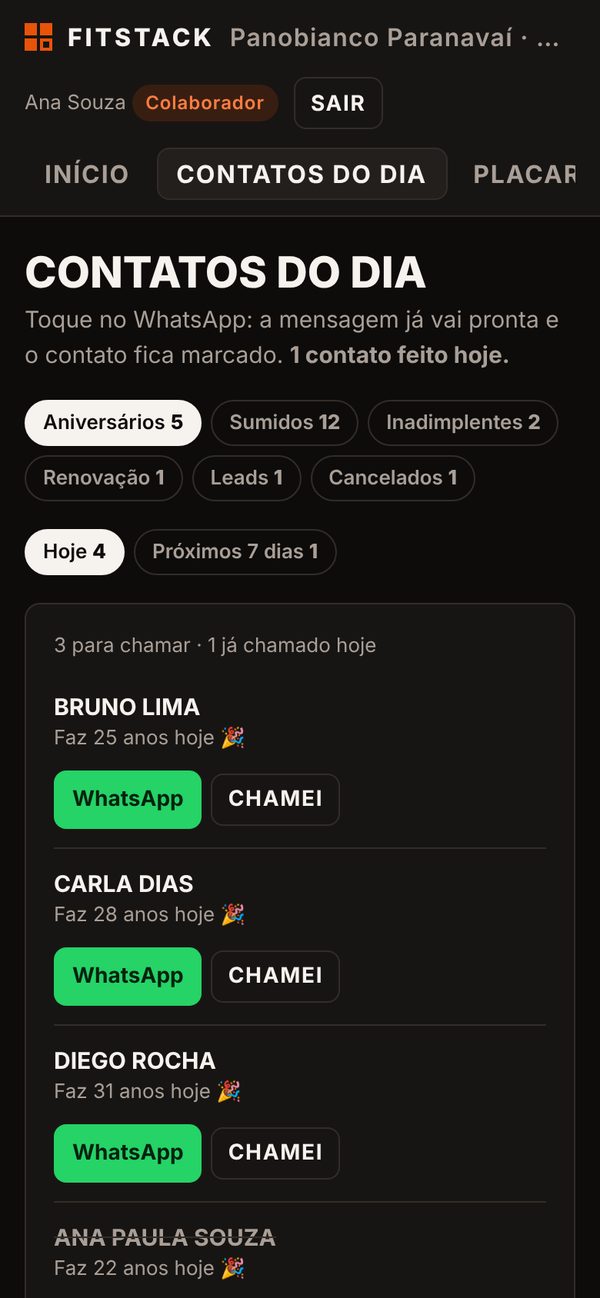 FITSTACK Panobianco Paranavaí · ...
Ana Souza Colaborador SAIR
INÍCIO CONTATOS DO DIA PLACAR
CONTATOS DO DIA
Toque no WhatsApp: a mensagem já vai pronta e
o contato fica marcado. 1 contato feito hoje.
Aniversários 5 Sumidos 12 Inadimplentes 2
Renovação 1 Leads 1 Cancelados 1
Hoje 4 Próximos 7 dias 1
3 para chamar · 1 já chamado hoje
BRUNO LIMA
Faz 25 anos hoje 🎉
WhatsApp CHAMEI
CARLA DIAS
Faz 28 anos hoje 🎉
WhatsApp CHAMEI
DIEGO ROCHA
Faz 31 anos hoje 🎉
WhatsApp CHAMEI
ANA PAULA SOUZA
Faz 22 anos hoje 🎉